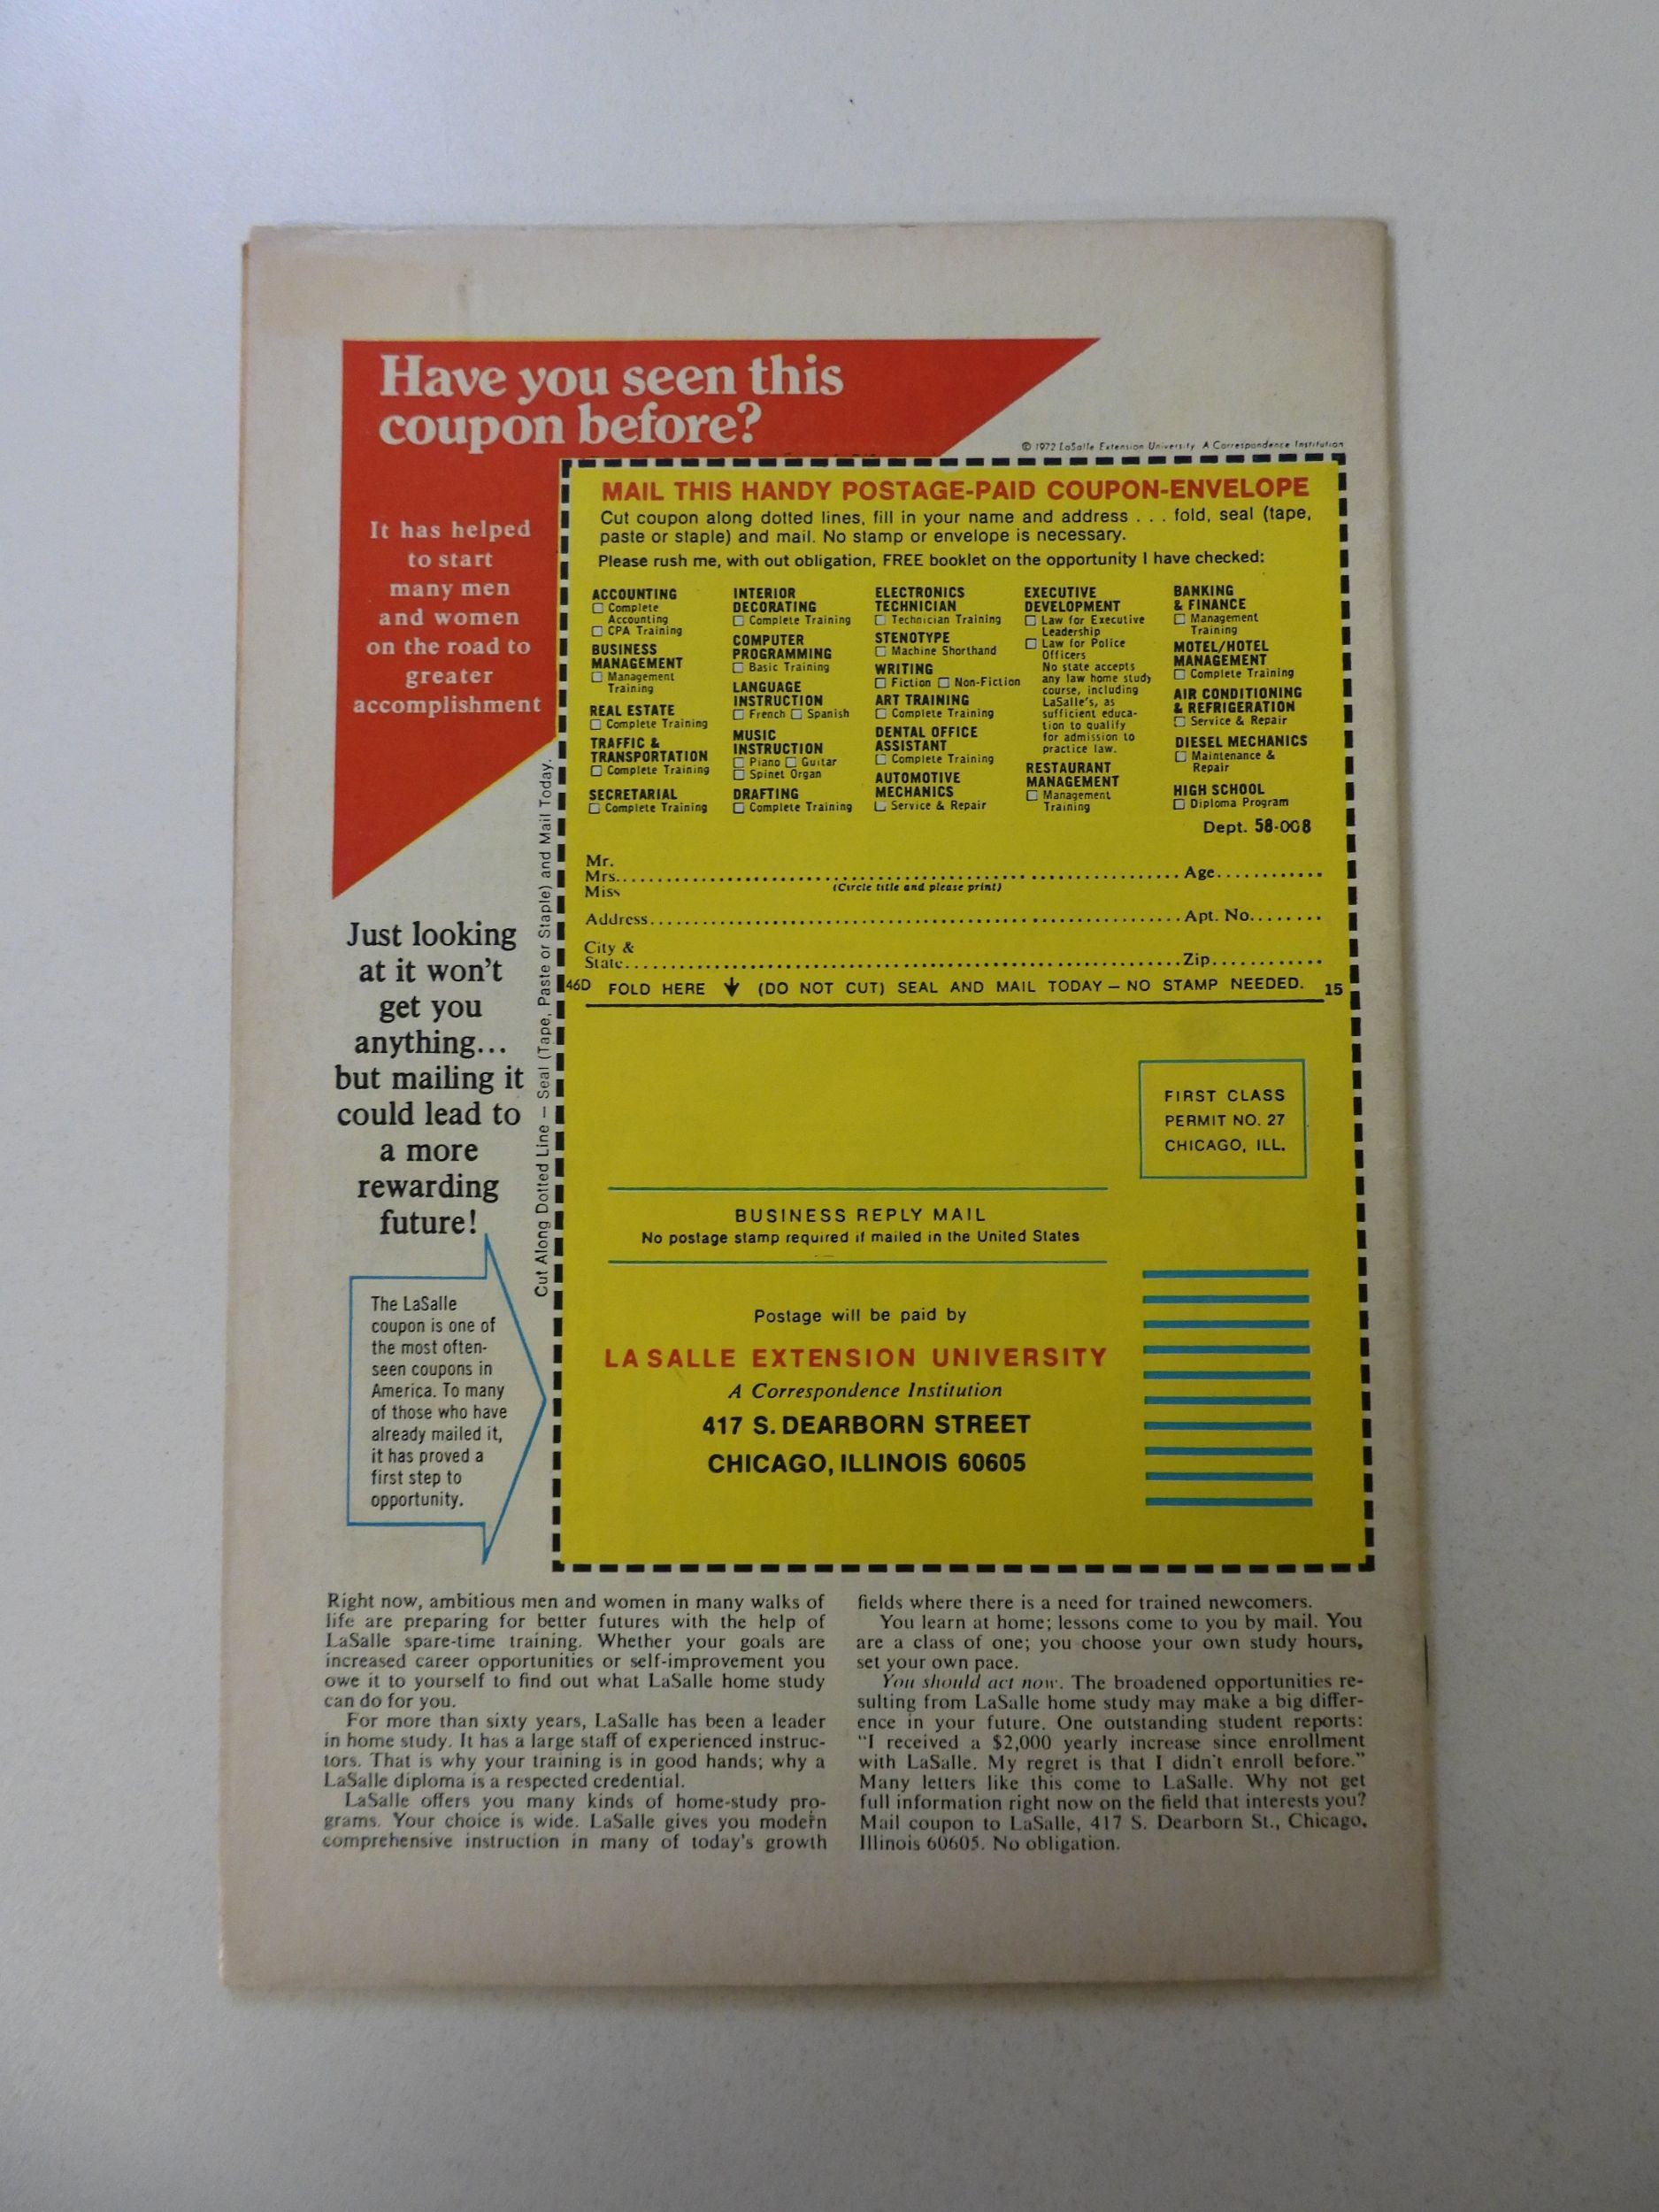 Have you seen this
coupon before?
© 1972 LaSalle Extension University A Correspondence Institution
It has helped
to start
many men
and women
on the road to
greater
accomplishment
Just looking
at it won't
get you
anything...
but mailing it
could lead to
a more
rewarding
future!
The LaSalle
coupon is one of
the most often-
seen coupons in
America. To many
of those who have
already mailed it,
it has proved a
first step to
opportunity.
Cut Along Dotted Line — Seal (Tape, Paste or Staple) and Mail Today.
MAIL THIS HANDY POSTAGE-PAID COUPON-ENVELOPE
Cut coupon along dotted lines, fill in your name and address . . . fold, seal (tape,
paste or staple) and mail. No stamp or envelope is necessary.
Please rush me, with out obligation, FREE booklet on the opportunity I have checked:
ACCOUNTING
☐ Complete
Accounting
☐ CPA Training
BUSINESS
MANAGEMENT
☐ Management
Training
REAL ESTATE
☐ Complete Training
TRAFFIC &
TRANSPORTATION
☐ Complete Training
SECRETARIAL
☐ Complete Training
INTERIOR
DECORATING
☐ Complete Training
COMPUTER
PROGRAMMING
☐ Basic Training
LANGUAGE
INSTRUCTION
☐ French ☐ Spanish
MUSIC
INSTRUCTION
☐ Piano ☐ Guitar
☐ Spinet Organ
DRAFTING
☐ Complete Training
ELECTRONICS
TECHNICIAN
☐ Technician Training
STENOTYPE
☐ Machine Shorthand
WRITING
☐ Fiction ☐ Non-Fiction
ART TRAINING
☐ Complete Training
DENTAL OFFICE
ASSISTANT
☐ Complete Training
AUTOMOTIVE
MECHANICS
☐ Service & Repair
EXECUTIVE
DEVELOPMENT
☐ Law for Executive
Leadership
☐ Law for Police
Officers
No state accepts
any law home study
course, including
LaSalle's, as
sufficient educa-
tion to qualify
for admission to
practice law.
RESTAURANT
MANAGEMENT
☐ Management
Training
BANKING
& FINANCE
☐ Management
Training
MOTEL/HOTEL
MANAGEMENT
☐ Complete Training
AIR CONDITIONING
& REFRIGERATION
☐ Service & Repair
DIESEL MECHANICS
☐ Maintenance &
Repair
HIGH SCHOOL
☐ Diploma Program
Dept. 58-008
Mr.
Mrs. Age
Miss (Circle title and please print)
Address Apt. No.
City &
State Zip
46D FOLD HERE ↓ (DO NOT CUT) SEAL AND MAIL TODAY — NO STAMP NEEDED. 15
FIRST CLASS
PERMIT NO. 27
CHICAGO, ILL.
BUSINESS REPLY MAIL
No postage stamp required if mailed in the United States
Postage will be paid by
LA SALLE EXTENSION UNIVERSITY
A Correspondence Institution
417 S. DEARBORN STREET
CHICAGO, ILLINOIS 60605
Right now, ambitious men and women in many walks of
life are preparing for better futures with the help of
LaSalle spare-time training. Whether your goals are
increased career opportunities or self-improvement you
owe it to yourself to find out what LaSalle home study
can do for you.
For more than sixty years, LaSalle has been a leader
in home study. It has a large staff of experienced instruc-
tors. That is why your training is in good hands; why a
LaSalle diploma is a respected credential.
LaSalle offers you many kinds of home-study pro-
grams. Your choice is wide. LaSalle gives you modern
comprehensive instruction in many of today's growth
fields where there is a need for trained newcomers.
You learn at home; lessons come to you by mail. You
are a class of one; you choose your own study hours,
set your own pace.
You should act now. The broadened opportunities re-
sulting from LaSalle home study may make a big differ-
ence in your future. One outstanding student reports:
"I received a $2,000 yearly increase since enrollment
with LaSalle. My regret is that I didn't enroll before."
Many letters like this come to LaSalle. Why not get
full information right now on the field that interests you?
Mail coupon to LaSalle, 417 S. Dearborn St., Chicago,
Illinois 60605. No obligation.